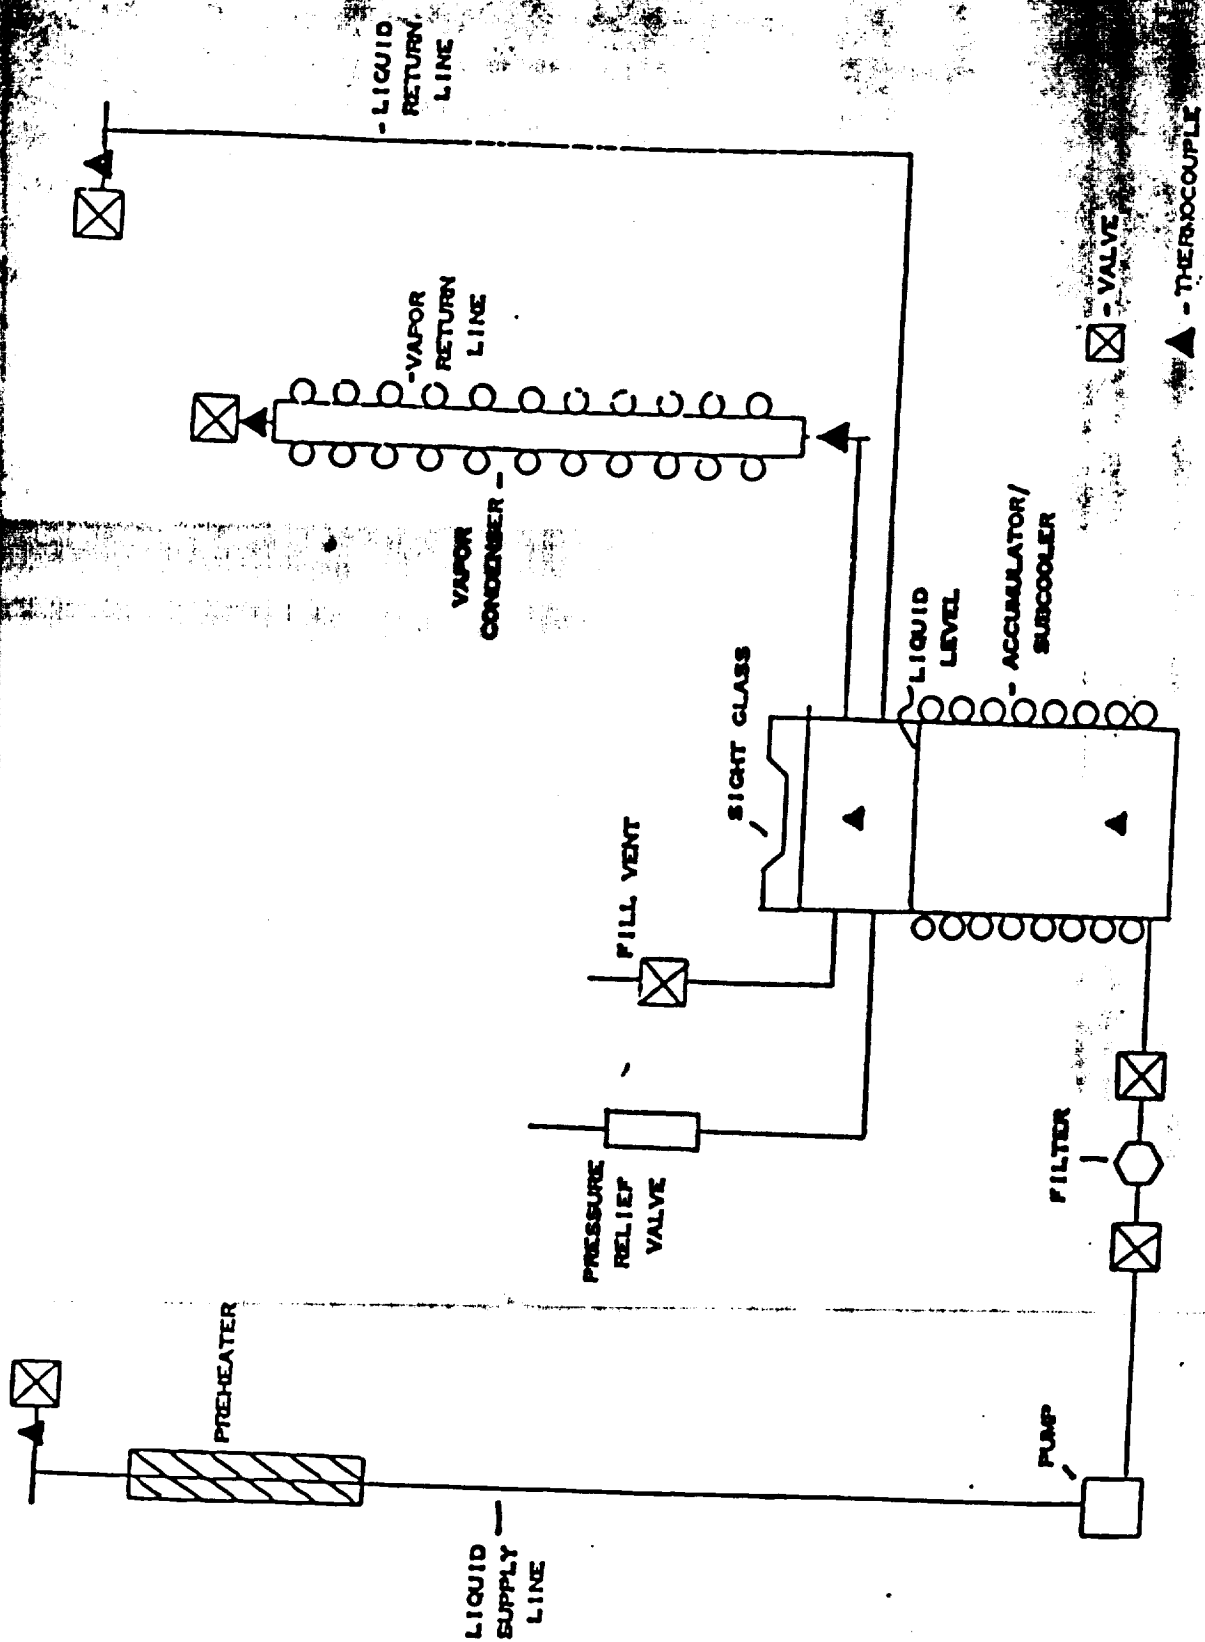 LIQUID
SUPPLY
LINE
PREHEATER
PUMP
PRESSURE
RELIEF
VALVE
FILTER
FILL VENT
SIGHT GLASS
LIQUID
LEVEL
- ACCUMULATOR/
SUBCOOLER
VAPOR
CONDENSER -
-VAPOR
RETURN
LINE
- LIQUID
RETURN
LINE
- VALVE
- THERMOCOUPLE